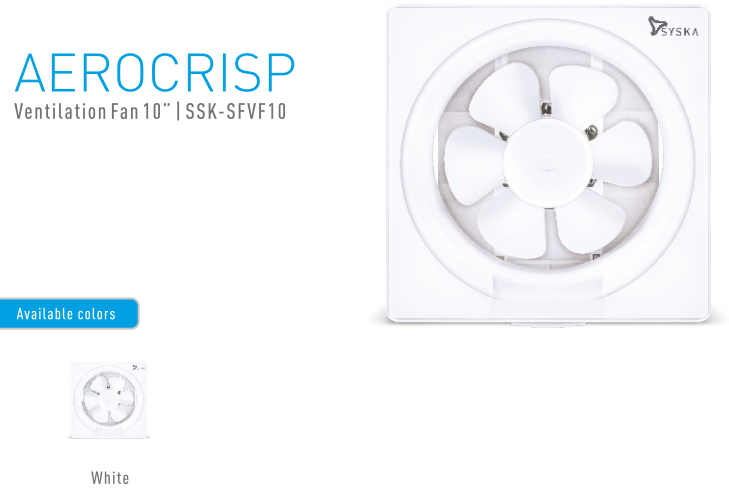 AEROCRISP
Ventilation Fan 10” | SSK-SFVF10
SYSKA
Available colors
White